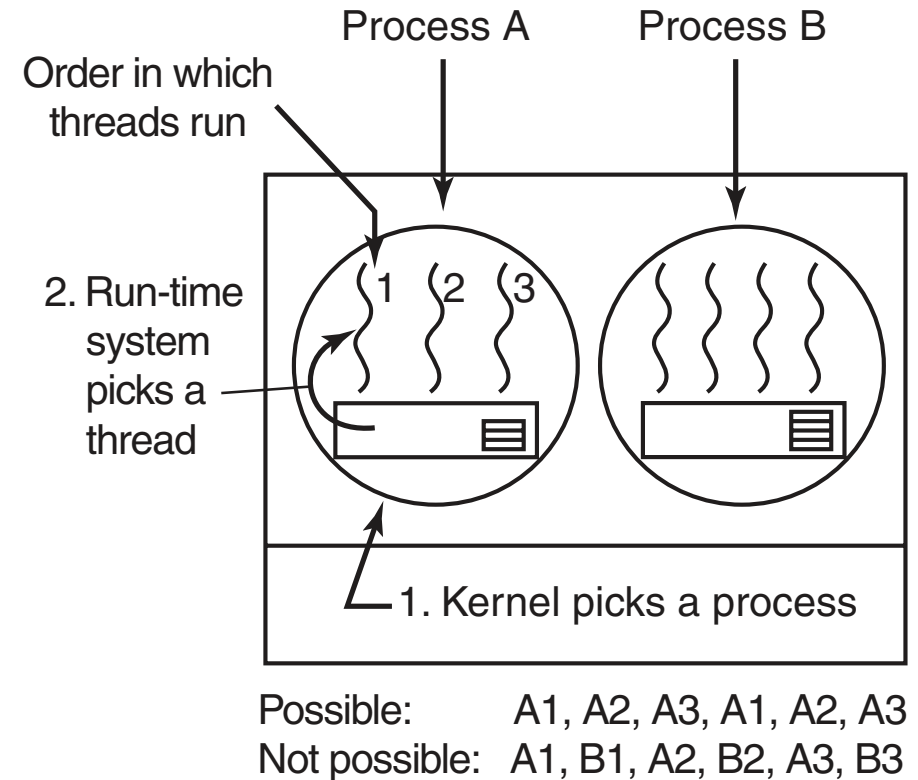 Process A
Process B
Order in which
threads run
1 2 3
2. Run-time
system
picks a
thread
1. Kernel picks a process
Possible: A1, A2, A3, A1, A2, A3
Not possible: A1, B1, A2, B2, A3, B3